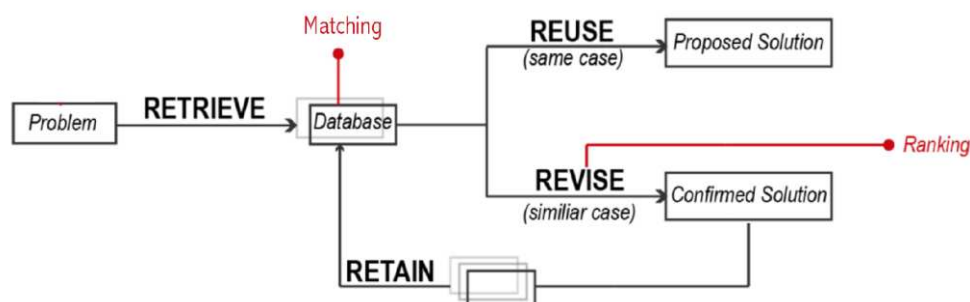 Matching
REUSE
(same case)
Proposed Solution
Problem
RETRIEVE
Database
Ranking
REVISE
(similiar case)
Confirmed Solution
RETAIN